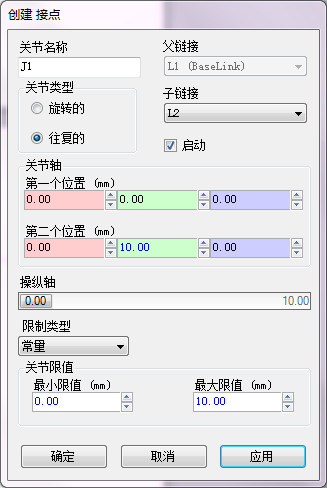 创建 接点
关节名称
父链接
J1
L1 (BaseLink)
关节类型
子链接
旋转的
L2
往复的
启动
关节轴
第一个位置 (mm)
0.00 0.00 0.00
第二个位置 (mm)
0.00 10.00 0.00
操纵轴
0.00 10.00
限制类型
常量
关节限值
最小限值 (mm) 最大限值 (mm)
0.00 10.00
确定 取消 应用